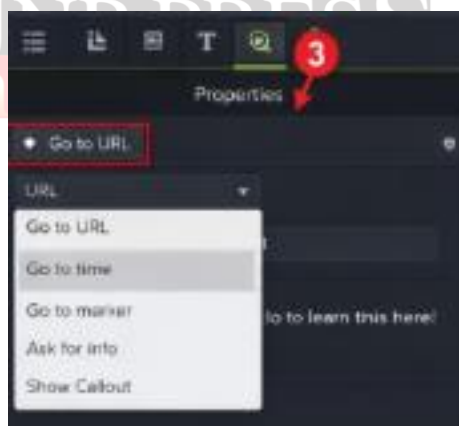 T
3
Properties
Go to URL
URL
Go to URL
Go to time
Go to marker
lo to learn this here!
Ask for info
Show Callout